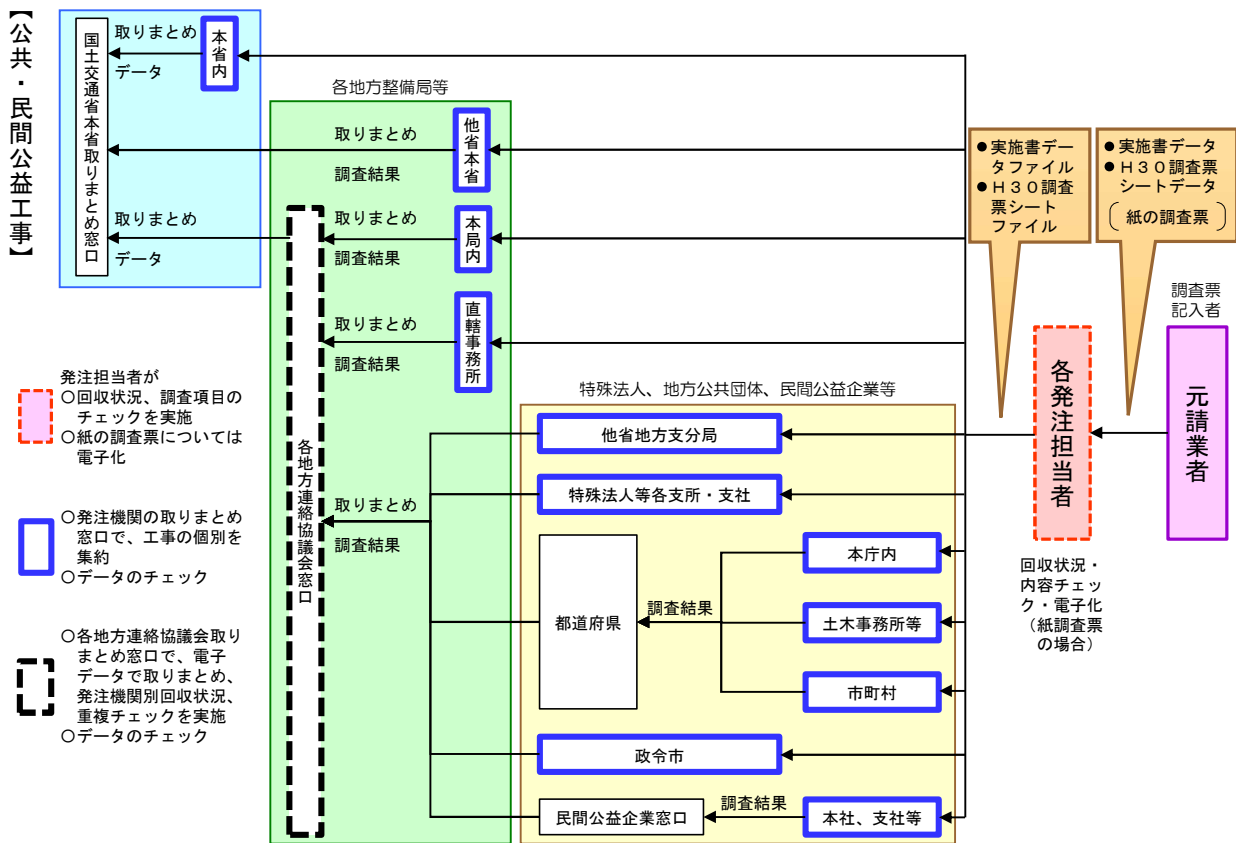 【公共・民間公益工事】
国土交通省本省取りまとめ窓口
取りまとめ
データ
本省内
各地方整備局等
取りまとめ
調査結果
他省本省
取りまとめ
データ
取りまとめ
調査結果
本局内
取りまとめ
調査結果
直轄事務所
各地方連絡協議会窓口
取りまとめ
調査結果
特殊法人、地方公共団体、民間公益企業等
他省地方支分局
特殊法人等各支所・支社
都道府県
調査結果
本庁内
土木事務所等
市町村
政令市
民間公益企業窓口
調査結果
本社、支社等
●実施書デー
タファイル
●H30調査
票シート
ファイル
●実施書データ
●H30調査票
シートデータ
(紙の調査票)
調査票
記入者
各発注担当者
元請業者
回収状況・
内容チェッ
ク・電子化
(紙調査票
の場合)
発注担当者が
○回収状況、調査項目の
チェックを実施
○紙の調査票については
電子化
○発注機関の取りまとめ
窓口で、工事の個別を
集約
○データのチェック
○各地方連絡協議会取り
まとめ窓口で、電子
データで取りまとめ、
発注機関別回収状況、
重複チェックを実施
○データのチェック